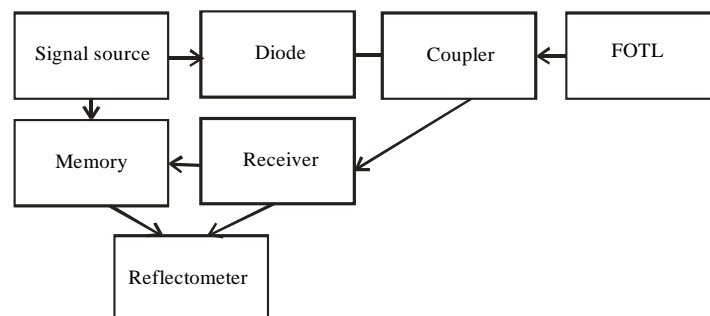 Signal source
Diode
Coupler
FOTL
Memory
Receiver
Reflectometer